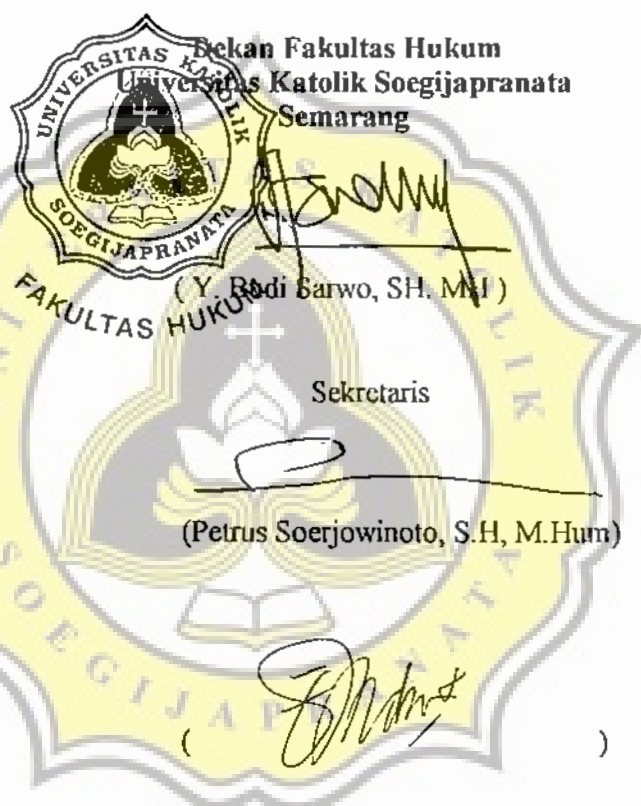 Dekan Fakultas Hukum
Universitas Katolik Soegijapranata
Semarang
UNIVERSITAS KATOLIK
SOEGIJAPRANATA
FAKULTAS HUKUM
( Y. Budi Sarwo, SH. MH )
Sekretaris
(Petrus Soerjowinoto, S.H, M.Hum)
SOEGIJAPRANATA
( )